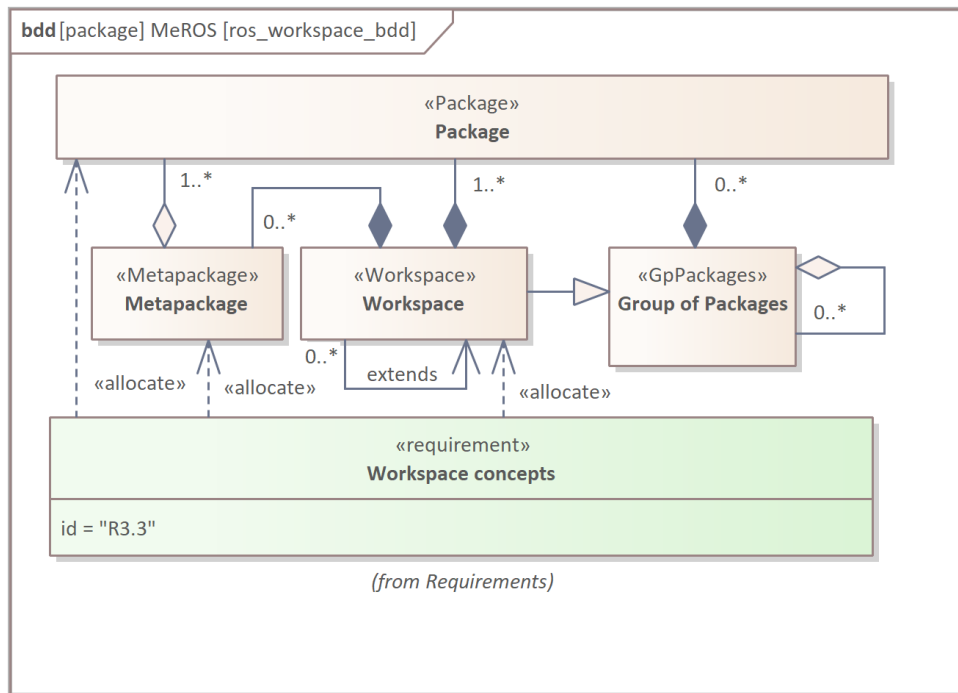 bdd [package] MeROS [ros_workspace_bdd]
«Package»
Package
1..*
0..*
1..*
0..*
«Metapackage»
Metapackage
«Workspace»
Workspace
«GpPackages»
Group of Packages
0..*
0..*
extends
«allocate»
«allocate»
«allocate»
«requirement»
Workspace concepts
id = "R3.3"
(from Requirements)